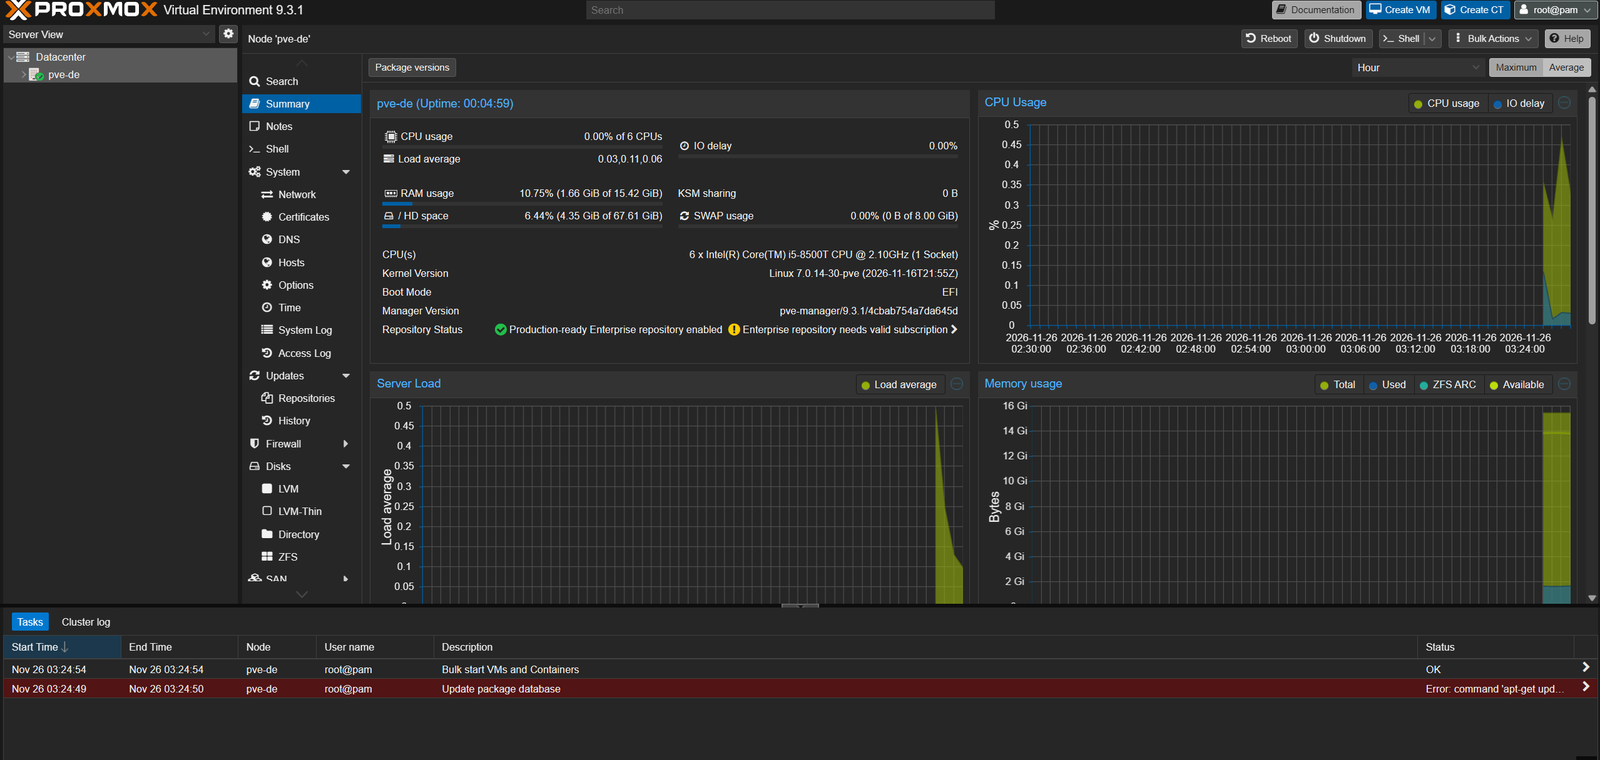 PROXMOX Virtual Environment 9.3.1
Search
Documentation
Create VM
Create CT
root@pam
Server View
Datacenter
pve-de
Node 'pve-de'
Reboot
Shutdown
Shell
Bulk Actions
Help
Search
Summary
Notes
Shell
System
Network
Certificates
DNS
Hosts
Options
Time
System Log
Access Log
Updates
Repositories
History
Firewall
Disks
LVM
LVM-Thin
Directory
ZFS
SAN
Package versions
Hour
Maximum
Average
pve-de (Uptime: 00:04:59)
CPU usage 0.00% of 6 CPUs
Load average 0.03,0.11,0.06
IO delay 0.00%
RAM usage 10.75% (1.66 GiB of 15.42 GiB)
KSM sharing 0 B
/ HD space 6.44% (4.35 GiB of 67.61 GiB)
SWAP usage 0.00% (0 B of 8.00 GiB)
CPU(s) 6 x Intel(R) Core(TM) i5-8500T CPU @ 2.10GHz (1 Socket)
Kernel Version Linux 7.0.14-30-pve (2026-11-16T21:55Z)
Boot Mode EFI
Manager Version pve-manager/9.3.1/4cbab754a7da645d
Repository Status Production-ready Enterprise repository enabled Enterprise repository needs valid subscription
CPU Usage
CPU usage
IO delay
0.5
0.45
0.4
0.35
0.3
0.25
0.2
0.15
0.1
0.05
0
%
2026-11-26 02:30:00
2026-11-26 02:36:00
2026-11-26 02:42:00
2026-11-26 02:48:00
2026-11-26 02:54:00
2026-11-26 03:00:00
2026-11-26 03:06:00
2026-11-26 03:12:00
2026-11-26 03:18:00
2026-11-26 03:24:00
Server Load
Load average
0.5
0.45
0.4
0.35
0.3
0.25
0.2
0.15
0.1
0.05
Load average
Memory usage
Total
Used
ZFS ARC
Available
16 Gi
14 Gi
12 Gi
10 Gi
8 Gi
6 Gi
4 Gi
2 Gi
Bytes
Tasks
Cluster log
Start Time End Time Node User name Description Status
Nov 26 03:24:54 Nov 26 03:24:54 pve-de root@pam Bulk start VMs and Containers OK
Nov 26 03:24:49 Nov 26 03:24:50 pve-de root@pam Update package database Error: command 'apt-get upd...